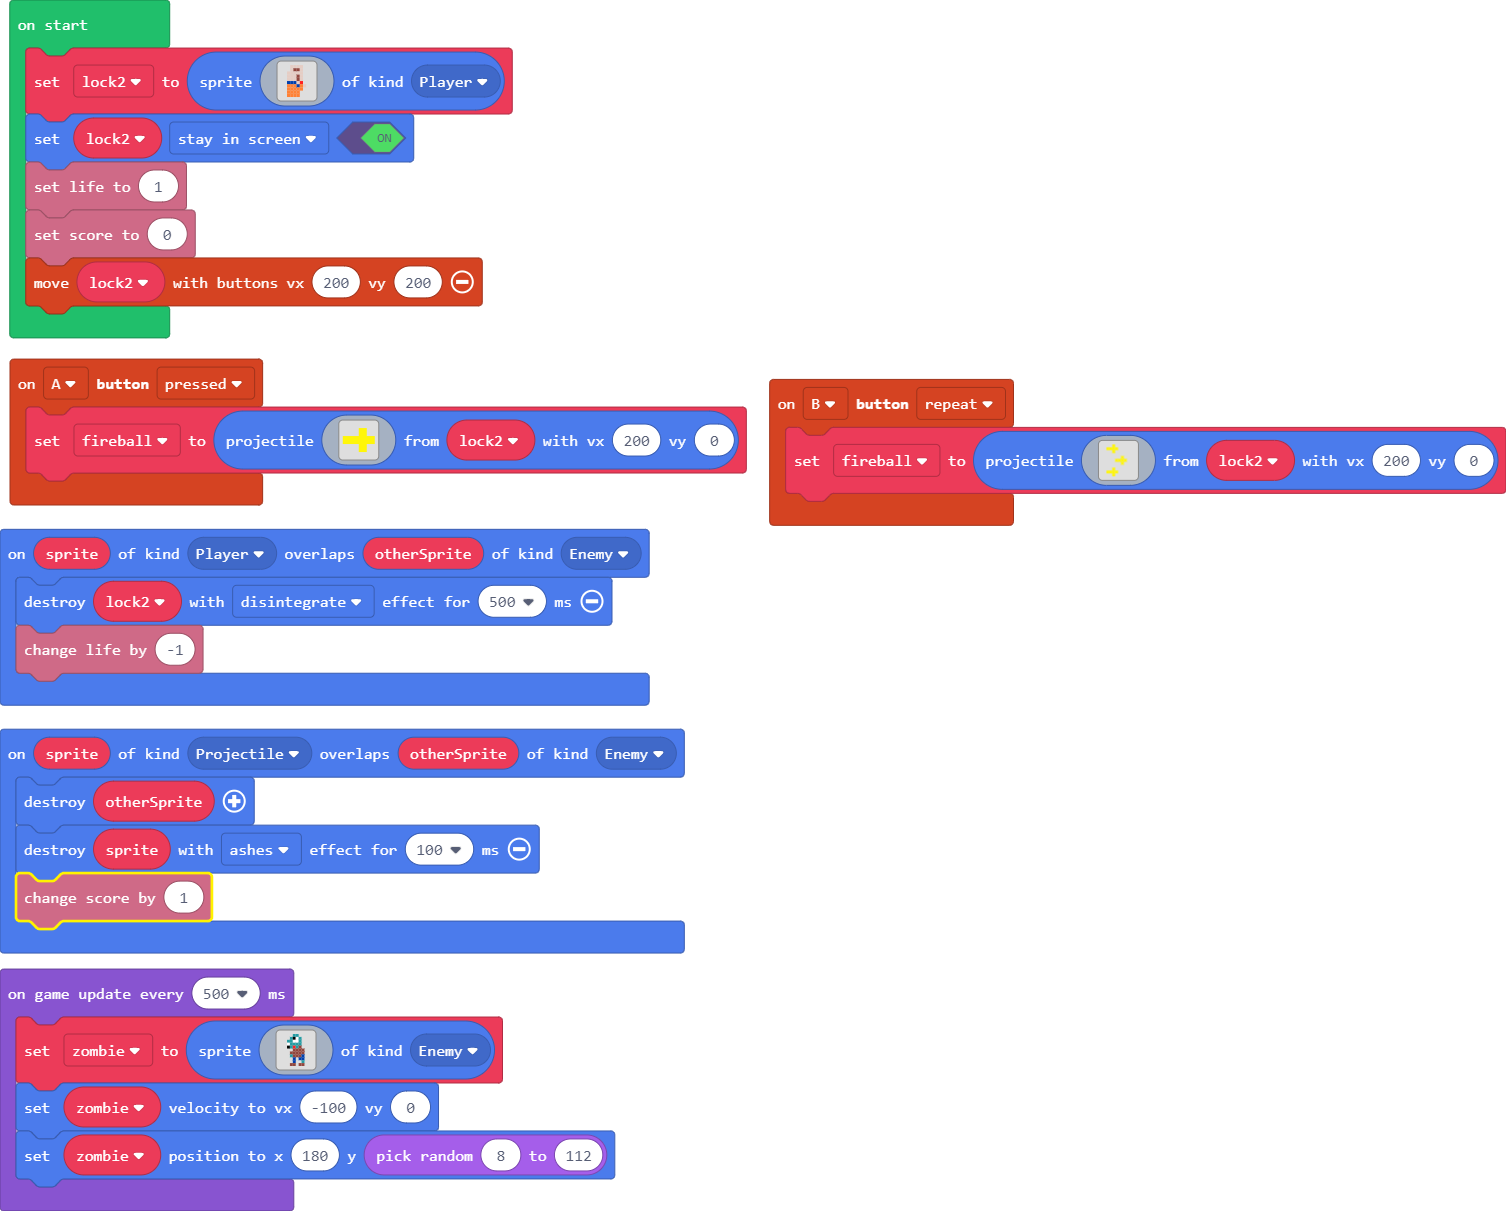 on start
set lock2 to sprite of kind Player
set lock2 stay in screen ON
set life to 1
set score to 0
move lock2 with buttons vx 200 vy 200
on A button pressed
set fireball to projectile from lock2 with vx 200 vy 0
on B button repeat
set fireball to projectile from lock2 with vx 200 vy 0
on sprite of kind Player overlaps otherSprite of kind Enemy
destroy lock2 with disintegrate effect for 500 ms
change life by -1
on sprite of kind Projectile overlaps otherSprite of kind Enemy
destroy otherSprite
destroy sprite with ashes effect for 100 ms
change score by 1
on game update every 500 ms
set zombie to sprite of kind Enemy
set zombie velocity to vx -100 vy 0
set zombie position to x 180 y pick random 8 to 112